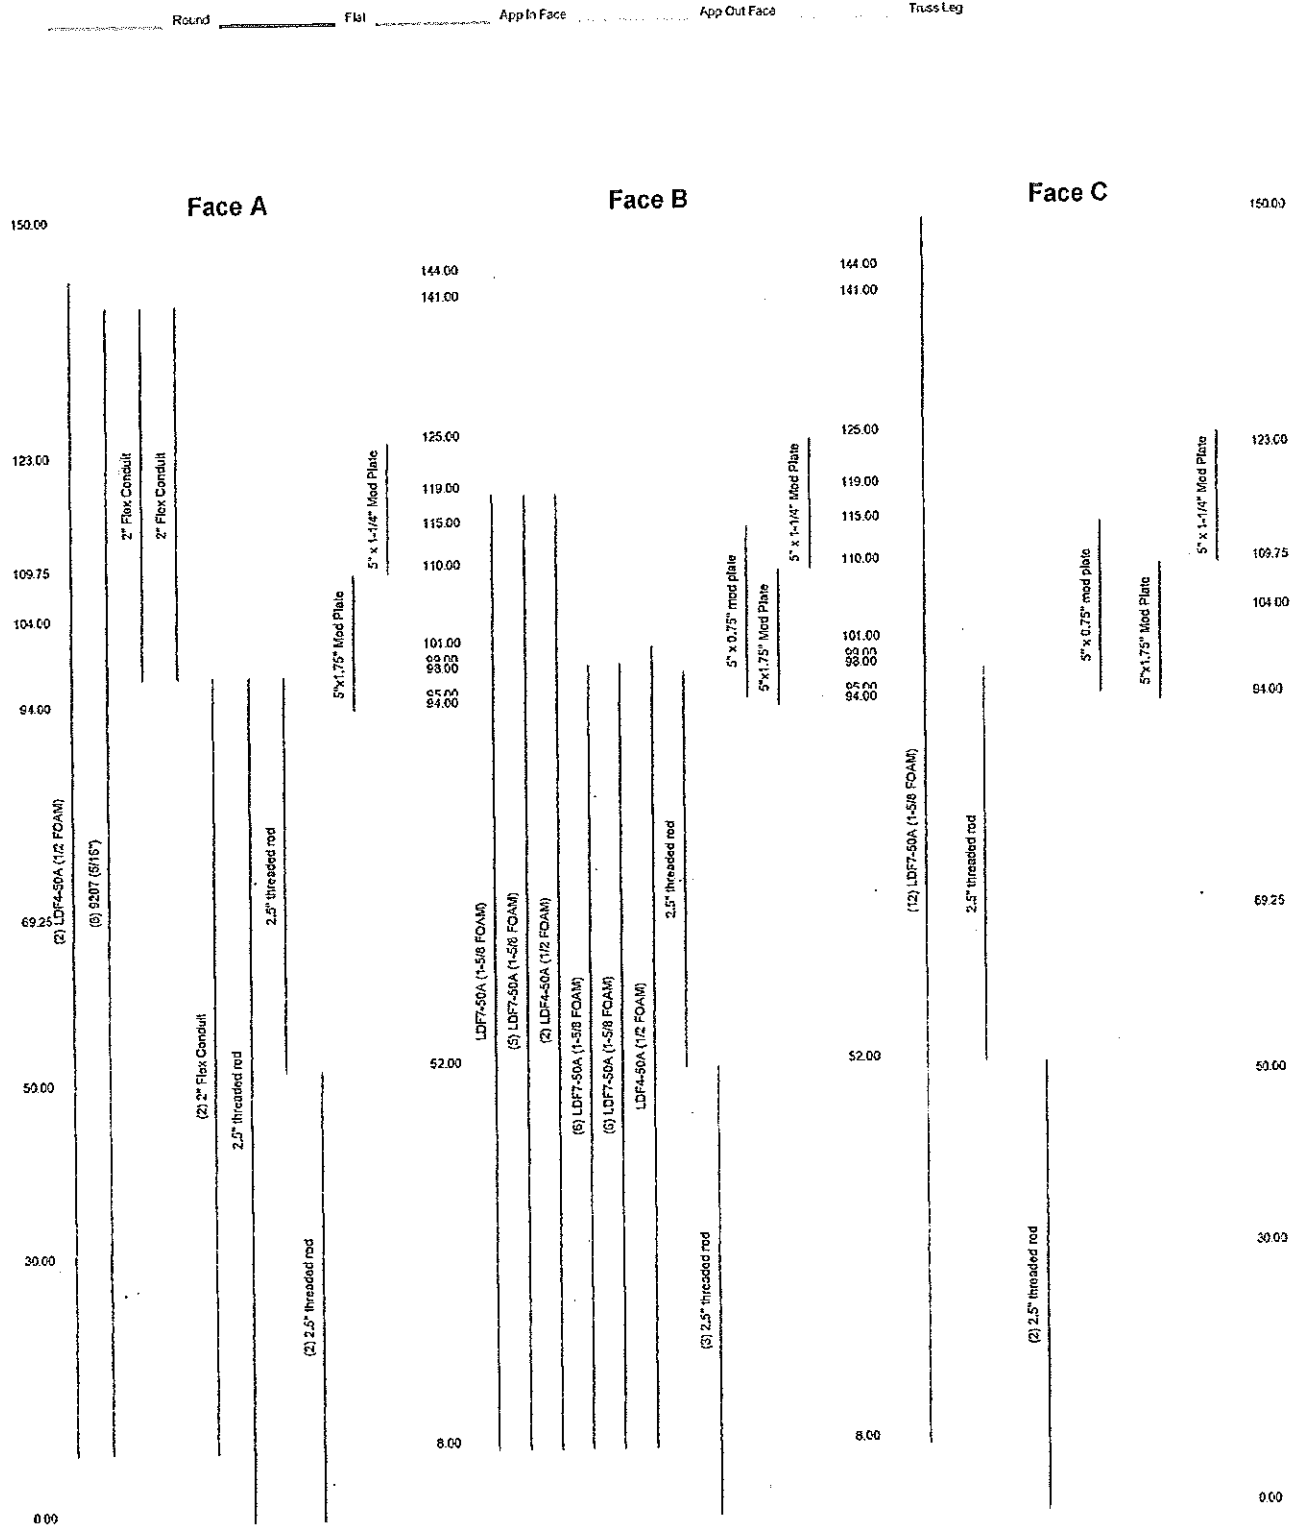 Round
Flat
App In Face
App Out Face
Truss Leg
Face A
Face B
Face C
150.00
123.00
109.75
104.00
94.00
69.25
50.00
30.00
0.00
(2) LDF4-50A (1/2 FOAM)
(6) 9207 (5/16")
2" Flex Conduit
2" Flex Conduit
(2) 2" Flex Conduit
2.5" threaded rod
2.5" threaded rod
(2) 2.5" threaded rod
5"x1.75" Mod Plate
5" x 1-1/4" Mod Plate
144.00
141.00
125.00
119.00
115.00
110.00
101.00
99.00
98.00
95.00
94.00
52.00
8.00
LDF7-50A (1-5/8 FOAM)
(5) LDF7-50A (1-5/8 FOAM)
(2) LDF4-50A (1/2 FOAM)
(6) LDF7-50A (1-5/8 FOAM)
(6) LDF7-50A (1-5/8 FOAM)
LDF4-50A (1/2 FOAM)
2.5" threaded rod
(3) 2.5" threaded rod
5" x 0.75" mod plate
5"x1.75" Mod Plate
5" x 1-1/4" Mod Plate
144.00
141.00
125.00
119.00
115.00
110.00
101.00
99.00
98.00
95.00
94.00
52.00
8.00
(12) LDF7-50A (1-5/8 FOAM)
2.5" threaded rod
(2) 2.5" threaded rod
5" x 0.75" mod plate
5"x1.75" Mod Plate
5" x 1-1/4" Mod Plate
150.00
123.00
109.75
104.00
94.00
69.25
50.00
30.00
0.00